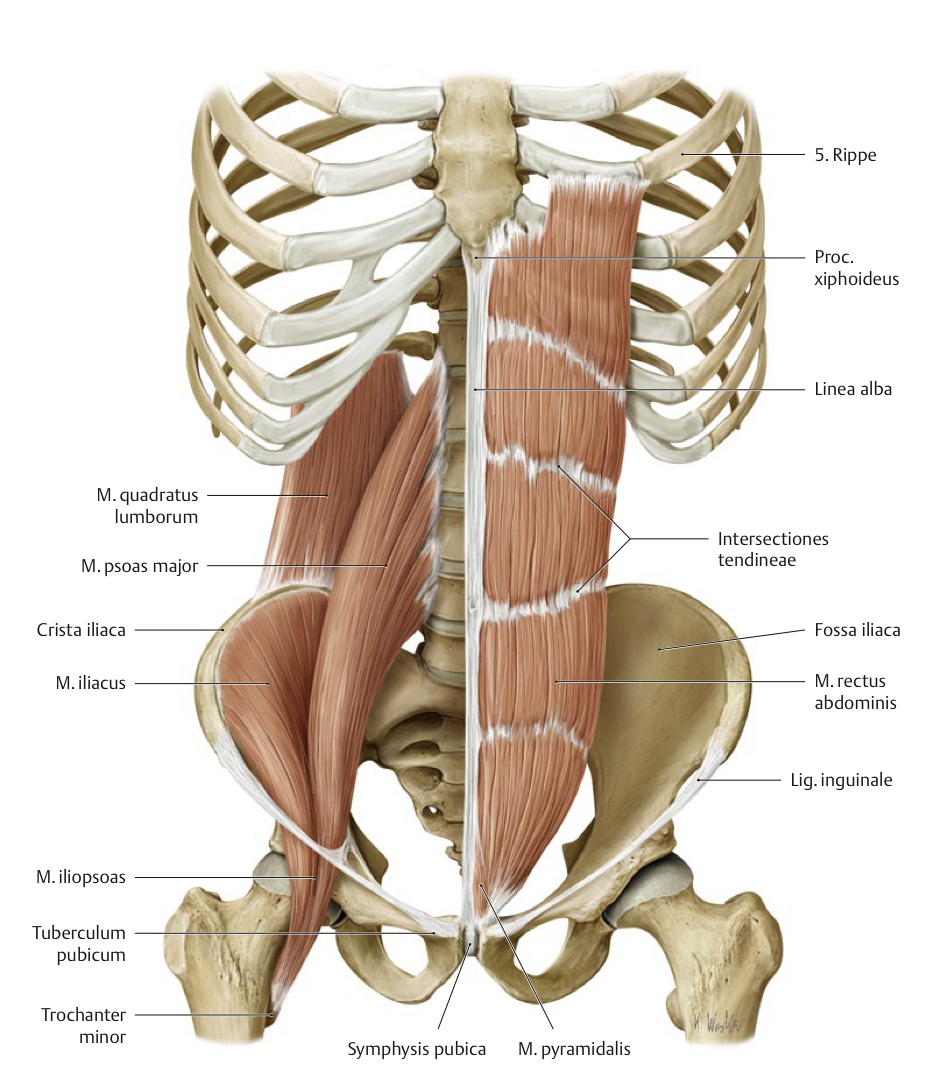 5. Rippe
Proc.
xiphoideus
Linea alba
M. quadratus
lumborum
Intersectiones
tendineae
M. psoas major
Crista iliaca
Fossa iliaca
M. iliacus
M. rectus
abdominis
Lig. inguinale
M. iliopsoas
Tuberculum
pubicum
Trochanter
minor
Symphysis pubica
M. pyramidalis